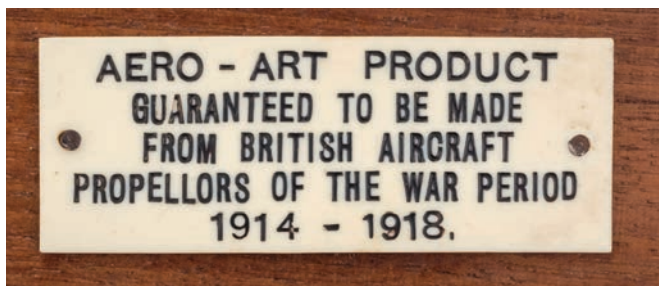 AERO - ART PRODUCT
GUARANTEED TO BE MADE
FROM BRITISH AIRCRAFT
PROPELLORS OF THE WAR PERIOD
1914 - 1918.